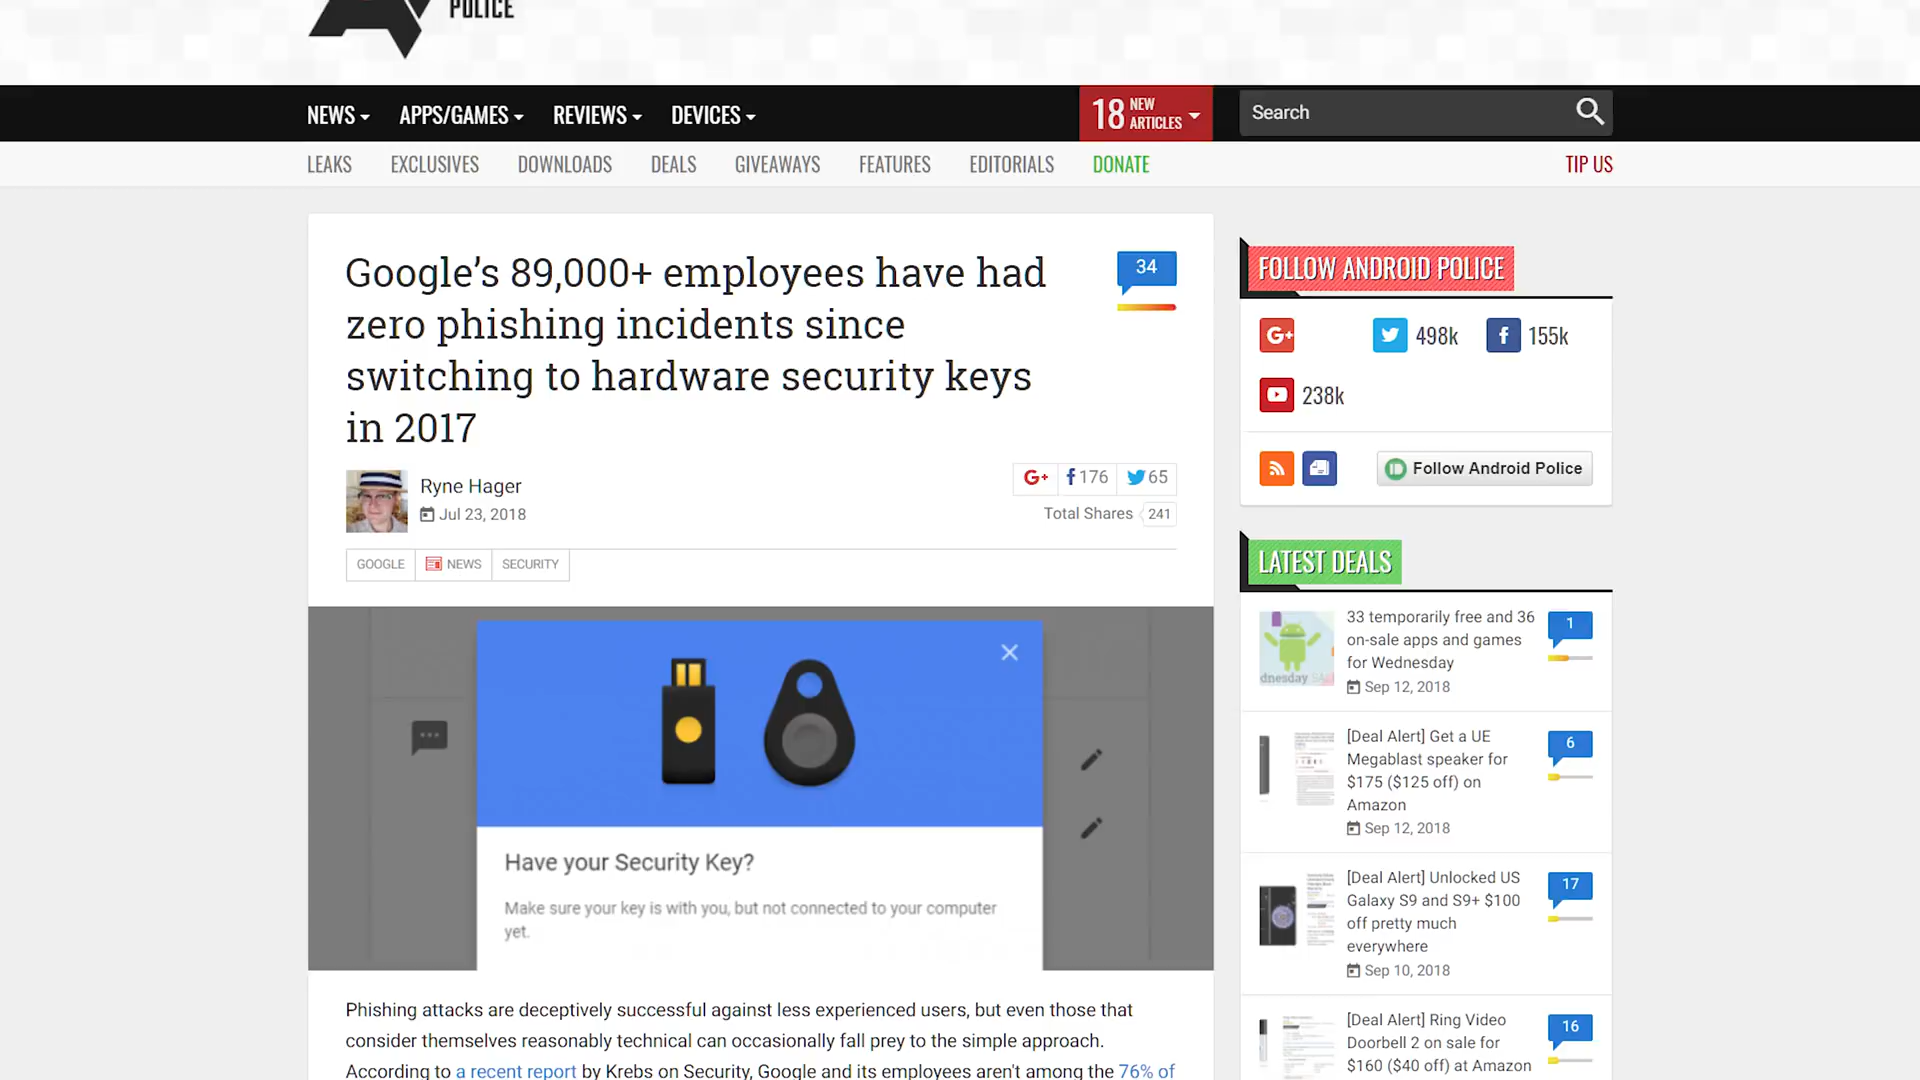 POLICE
NEWS
APPS/GAMES
REVIEWS
DEVICES
18 NEW ARTICLES
Search
LEAKS
EXCLUSIVES
DOWNLOADS
DEALS
GIVEAWAYS
FEATURES
EDITORIALS
DONATE
TIP US
Google’s 89,000+ employees have had
zero phishing incidents since
switching to hardware security keys
in 2017
34
Ryne Hager
Jul 23, 2018
G+
176
65
Total Shares 241
GOOGLE
NEWS
SECURITY
Have your Security Key?
Make sure your key is with you, but not connected to your computer
yet.
Phishing attacks are deceptively successful against less experienced users, but even those that
consider themselves reasonably technical can occasionally fall prey to the simple approach.
According to a recent report by Krebs on Security, Google and its employees aren't among the 76% of
FOLLOW ANDROID POLICE
G+
498k
155k
238k
Follow Android Police
LATEST DEALS
33 temporarily free and 36
on-sale apps and games
for Wednesday
Sep 12, 2018
1
dnesday
[Deal Alert] Get a UE
Megablast speaker for
$175 ($125 off) on
Amazon
Sep 12, 2018
6
[Deal Alert] Unlocked US
Galaxy S9 and S9+ $100
off pretty much
everywhere
Sep 10, 2018
17
[Deal Alert] Ring Video
Doorbell 2 on sale for
$160 ($40 off) at Amazon
16